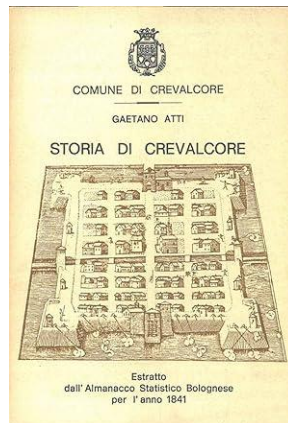 COMUNE DI CREVALCORE
GAETANO ATTI
STORIA DI CREVALCORE
Estratto
dall'Almanacco Statistico Bolognese
per l'anno 1841